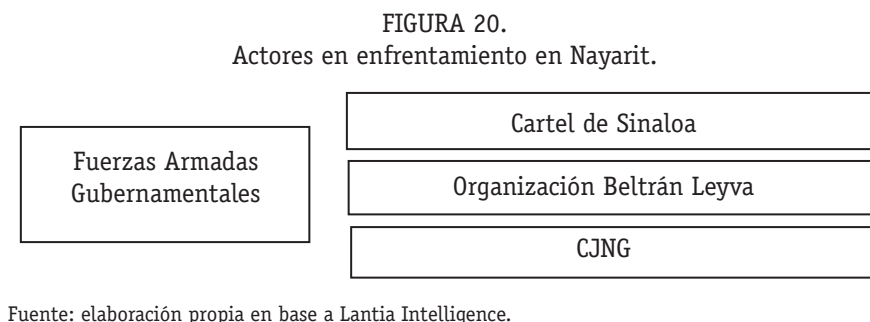 FIGURA 20.
Actores en enfrentamiento en Nayarit.
Fuerzas Armadas
Gubernamentales
Cartel de Sinaloa
Organización Beltrán Leyva
CJNG
Fuente: elaboración propia en base a Lantia Intelligence.